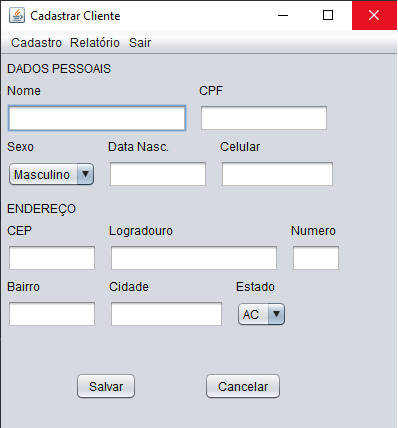 Cadastrar Cliente
Cadastro Relatório Sair
DADOS PESSOAIS
Nome CPF
Sexo Data Nasc. Celular
Masculino
ENDEREÇO
CEP Logradouro Numero
Bairro Cidade Estado
AC
Salvar Cancelar